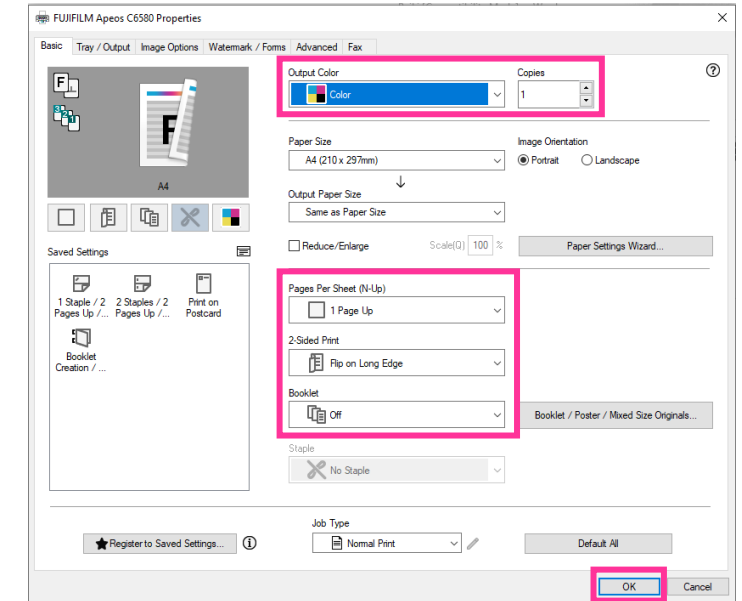 FUJIFILM Apeos C6580 Properties
Basic Tray / Output Image Options Watermark / Forms Advanced Fax
Output Color Copies
Color 1
Paper Size Image Orientation
A4 (210 x 297mm) Portrait Landscape
A4
Output Paper Size
Same as Paper Size
Reduce/Enlarge Scale(Q) 100 % Paper Settings Wizard...
Saved Settings
1 Staple / 2 Pages Up /...
2 Staples / 2 Pages Up /...
Print on Postcard
Booklet Creation / ...
Pages Per Sheet (N-Up)
1 Page Up
2-Sided Print
Flip on Long Edge
Booklet
Off Booklet / Poster / Mixed Size Originals...
Staple
No Staple
Job Type
Register to Saved Settings... Normal Print Default All
OK Cancel